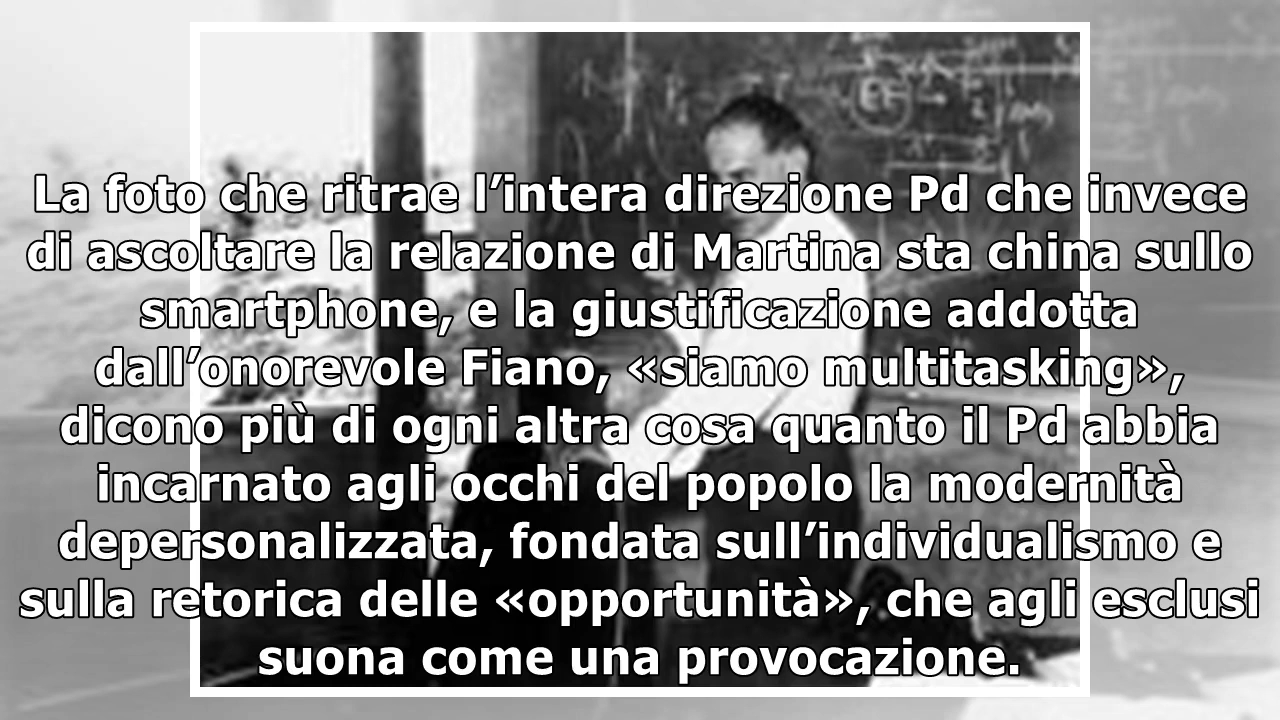 La foto che ritrae l’intera direzione Pd che invece
di ascoltare la relazione di Martina sta china sullo
smartphone, e la giustificazione addotta
dall’onorevole Fiano, «siamo multitasking»,
dicono più di ogni altra cosa quanto il Pd abbia
incarnato agli occhi del popolo la modernità
depersonalizzata, fondata sull’individualismo e
sulla retorica delle «opportunità», che agli esclusi
suona come una provocazione.